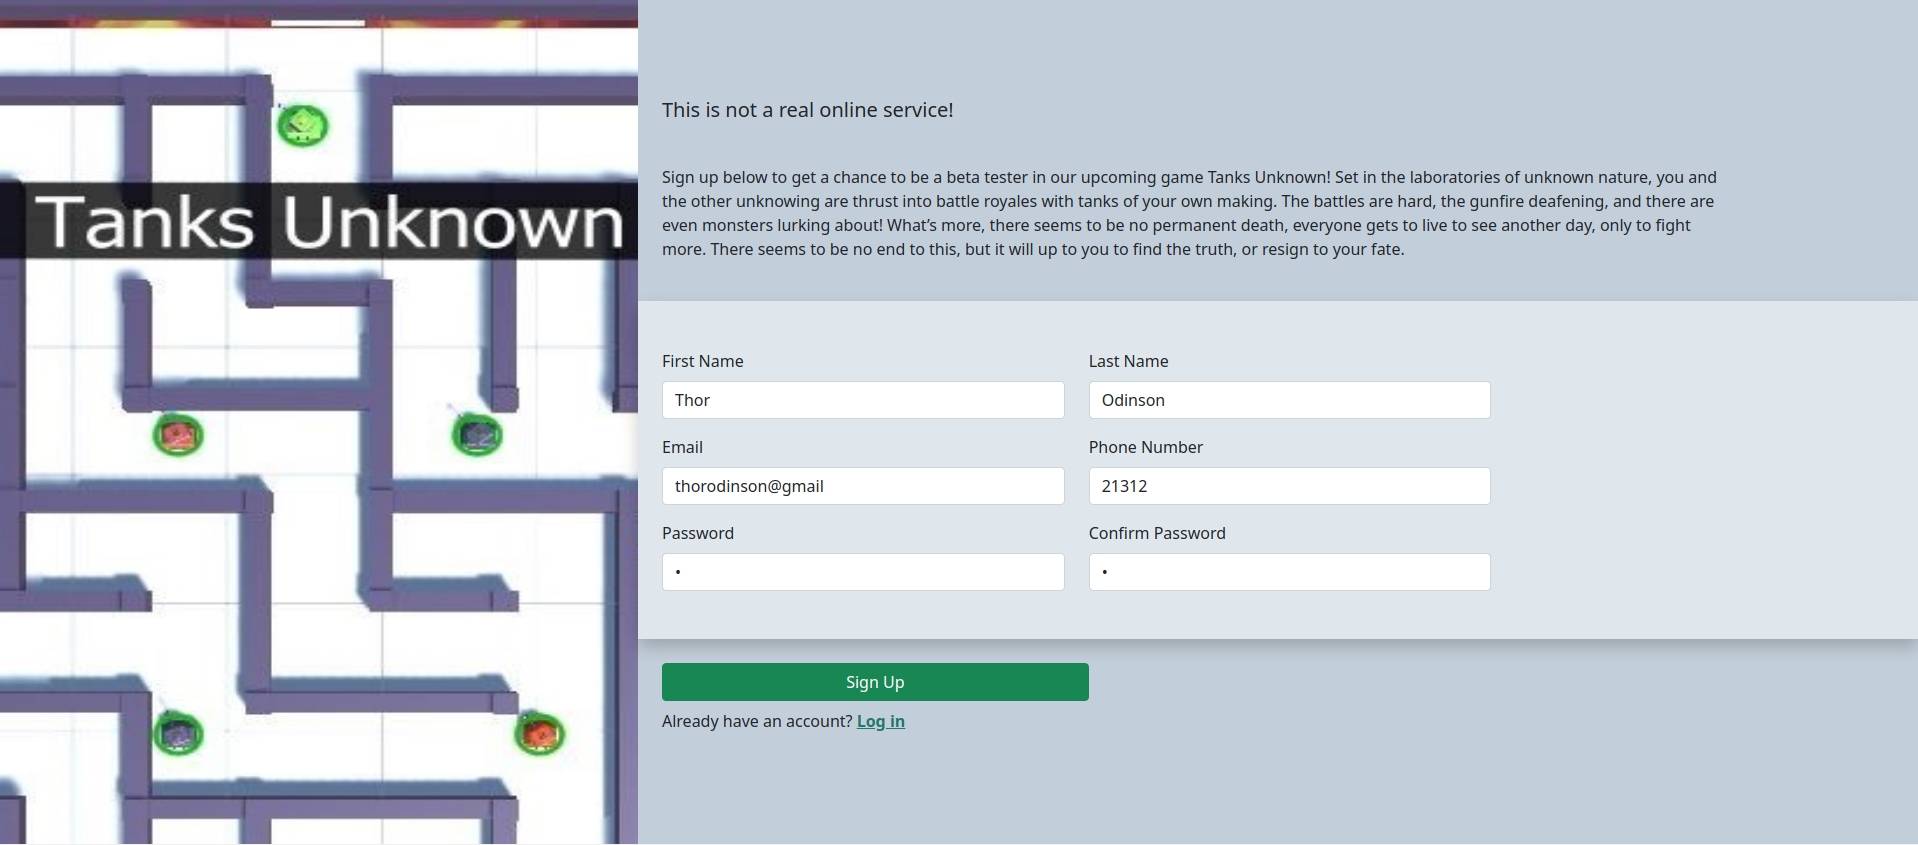 Tanks Unknown
This is not a real online service!
Sign up below to get a chance to be a beta tester in our upcoming game Tanks Unknown! Set in the laboratories of unknown nature, you and
the other unknowing are thrust into battle royales with tanks of your own making. The battles are hard, the gunfire deafening, and there are
even monsters lurking about! What’s more, there seems to be no permanent death, everyone gets to live to see another day, only to fight
more. There seems to be no end to this, but it will up to you to find the truth, or resign to your fate.
First Name
Last Name
Thor
Odinson
Email
Phone Number
thorodinson@gmail
21312
Password
Confirm Password
•
•
Sign Up
Already have an account? Log in